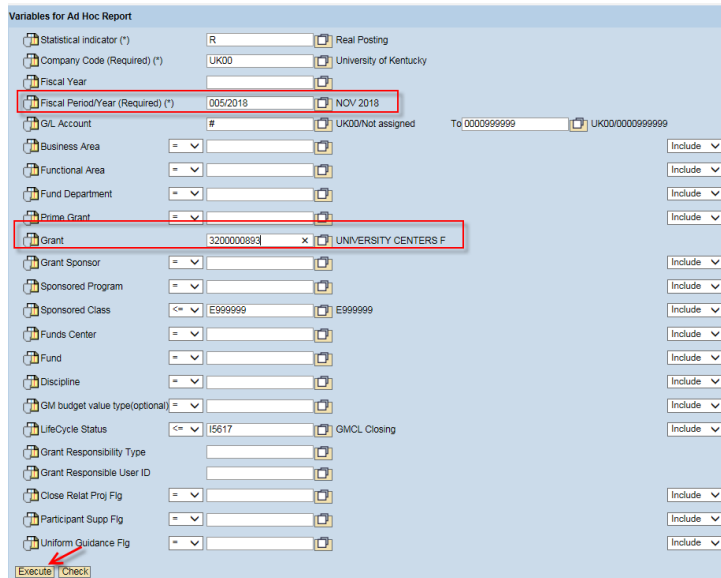 Variables for Ad Hoc Report
Statistical indicator (*) R Real Posting
Company Code (Required) (*) UK00 University of Kentucky
Fiscal Year
Fiscal Period/Year (Required) (*) 005/2018 NOV 2018
G/L Account # UK00/Not assigned To 0000999999 UK00/0000999999
Business Area = Include
Functional Area = Include
Fund Department = Include
Prime Grant = Include
Grant 3200000893 × UNIVERSITY CENTERS F
Grant Sponsor = Include
Sponsored Program = Include
Sponsored Class <= E999999 E999999 Include
Funds Center = Include
Fund = Include
Discipline = Include
GM budget value type(optional) = Include
LifeCycle Status <= I5617 GMCL Closing Include
Grant Responsibility Type
Grant Responsible User ID
Close Relat Proj Flg = Include
Participant Supp Flg = Include
Uniform Guidance Flg = Include
Execute Check